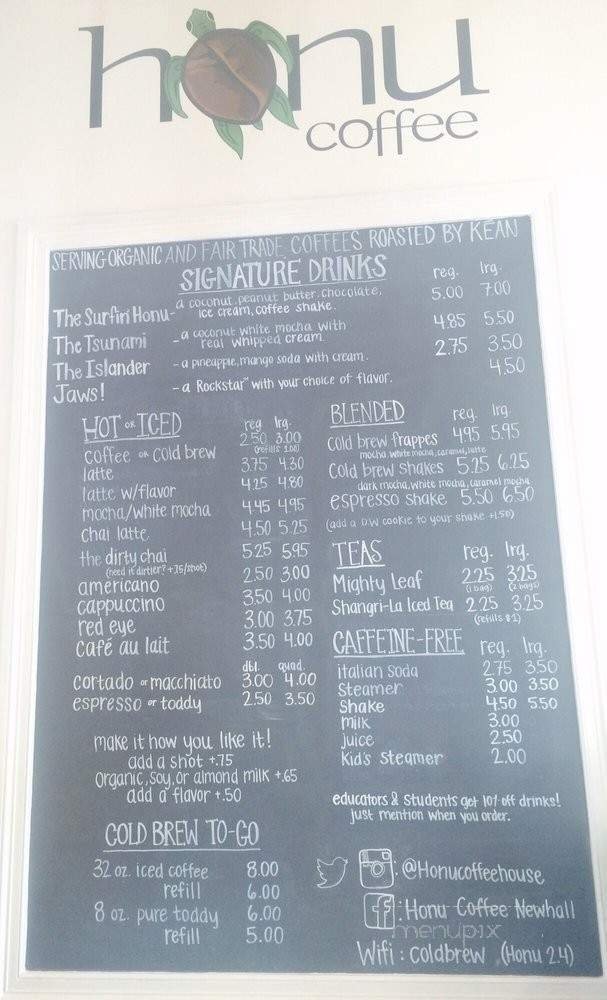 honu
coffee
SERVING ORGANIC AND FAIR TRADE COFFEES ROASTED BY KEAN
SIGNATURE DRINKS
reg. lrg.
The Surfin' Honu - a coconut, peanut butter, chocolate, 5.00 7.00
ice cream, coffee shake.
The Tsunami - a coconut white mocha with 4.85 5.50
real whipped cream.
The Islander - a pineapple, mango soda with cream. 2.75 3.50
Jaws! - a Rockstar™ with your choice of flavor. 4.50
HOT OR ICED
reg lrg.
coffee OR cold brew 2.50 3.00
(refills 1.00)
latte 3.75 4.30
latte w/flavor 4.25 4.80
mocha/white mocha 4.45 4.95
chai latte 4.50 5.25
the dirty chai 5.25 5.95
(need it dirtier? +.75/shot)
americano 2.50 3.00
cappuccino 3.50 4.00
red eye 3.00 3.75
café au lait 3.50 4.00
dbl. quad.
cortado or macchiato 3.00 4.00
espresso or toddy 2.50 3.50
make it how you like it!
add a shot +.75
organic, soy, or almond milk +.65
add a flavor +.50
COLD BREW TO-GO
32 oz. iced coffee 8.00
refill 6.00
8 oz. pure toddy 6.00
refill 5.00
BLENDED
reg. lrg.
cold brew frappes 4.95 5.95
mocha, white mocha, caramel, latte
cold brew shakes 5.25 6.25
dark mocha, white mocha, caramel mocha
espresso shake 5.50 6.50
(add a D.W cookie to your shake +1.50)
TEAS
reg. lrg.
Mighty Leaf 2.25 3.25
(1 bag) (2 bags)
Shangri-La Iced Tea 2.25 3.25
(refills $1)
CAFFEINE-FREE
reg. lrg.
italian soda 2.75 3.50
steamer 3.00 3.50
shake 4.50 5.50
milk 3.00
juice 2.50
kid's steamer 2.00
educators & students get 10% off drinks!
just mention when you order.
: @Honucoffeehouse
f : Honu Coffee Newhall
menupix
Wifi : coldbrew (Honu 2.4)